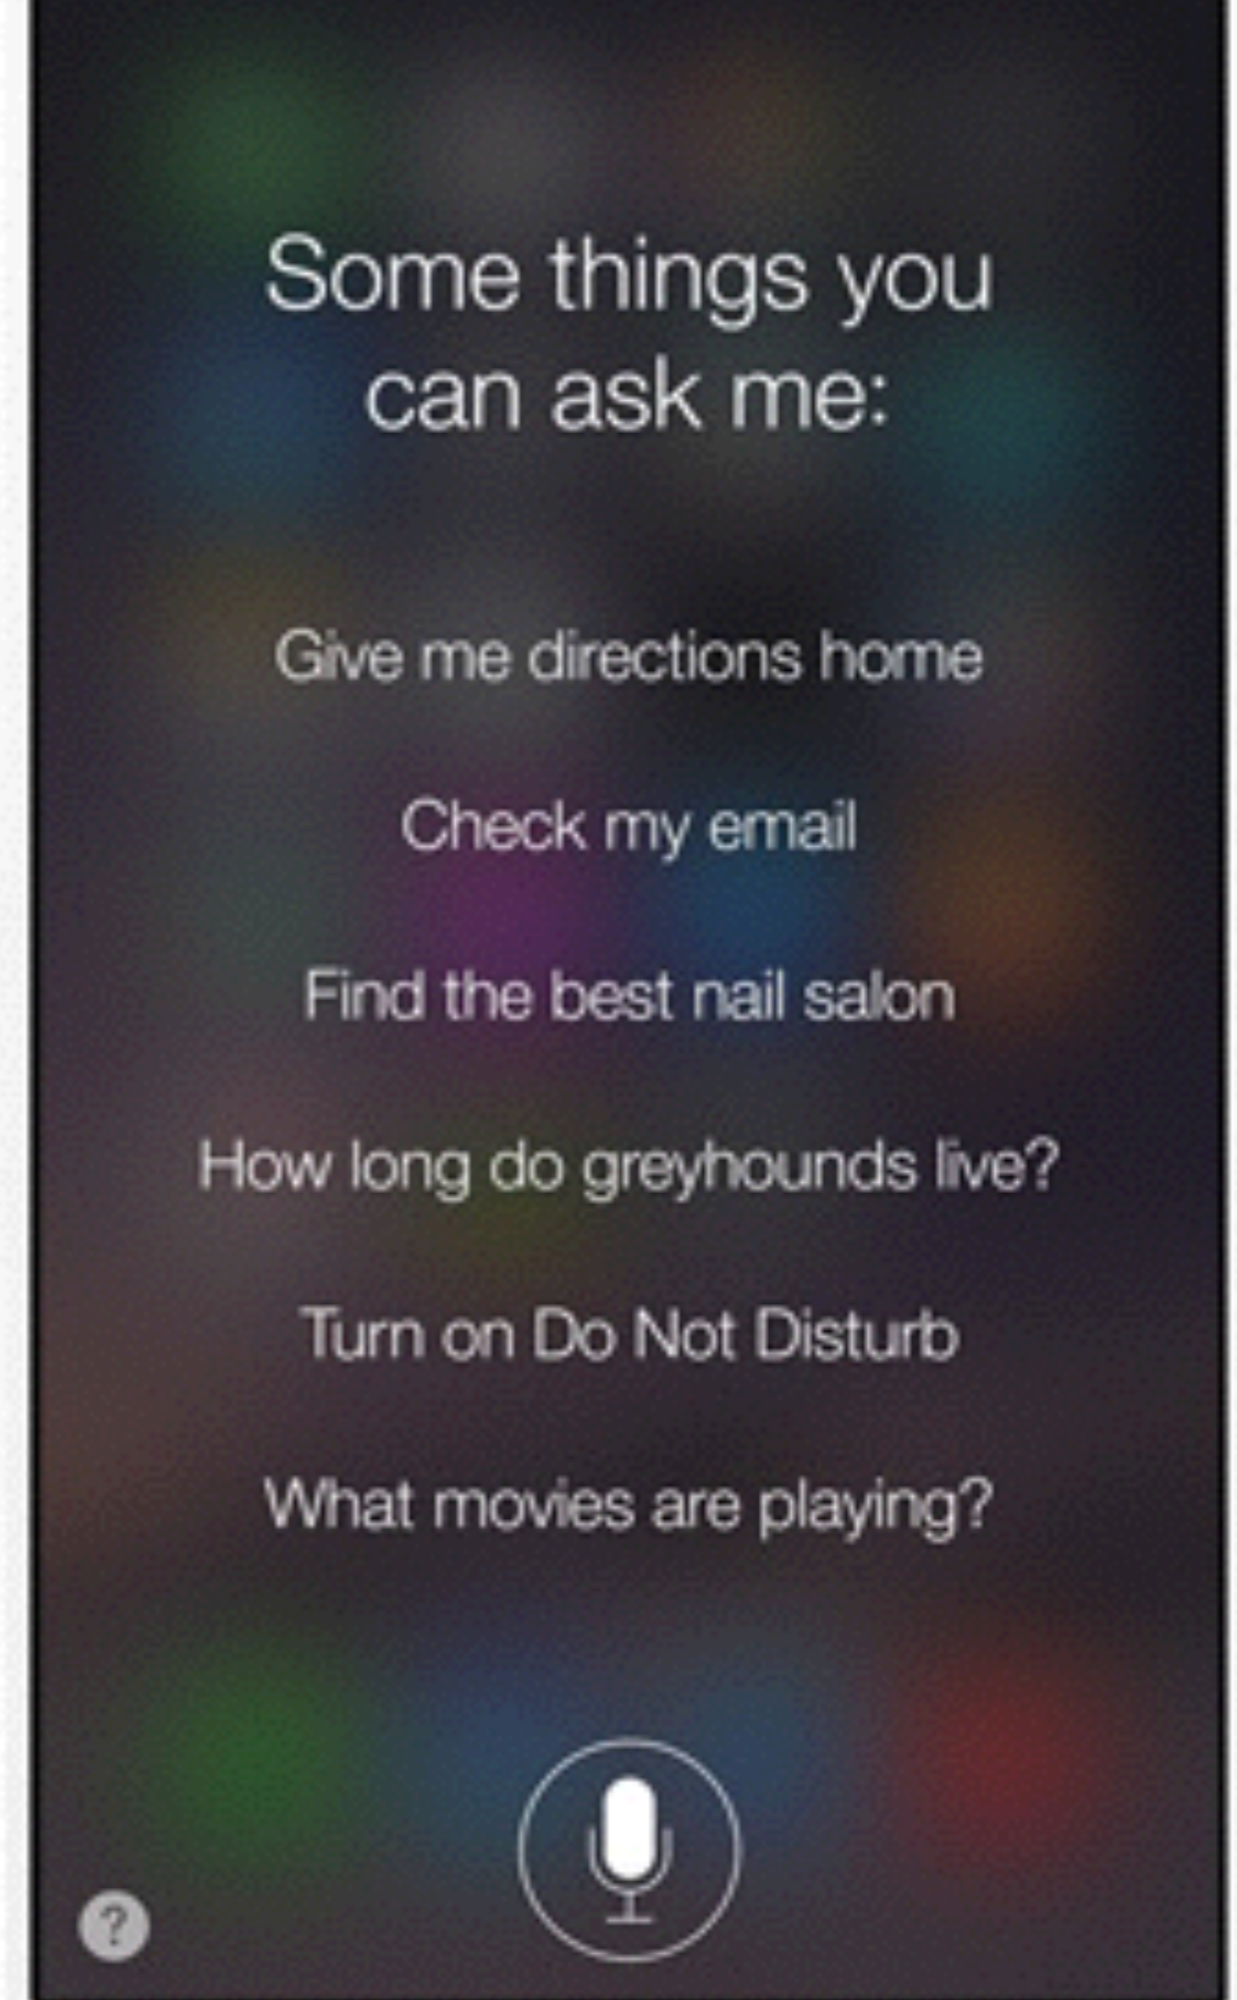 Some things you
can ask me:
Give me directions home
Check my email
Find the best nail salon
How long do greyhounds live?
Turn on Do Not Disturb
What movies are playing?
?